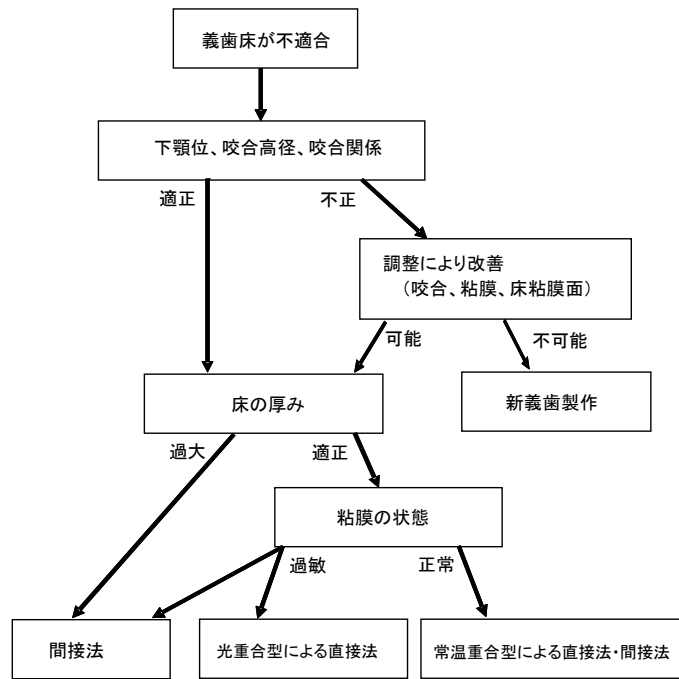 義歯床が不適合
下顎位、咬合高径、咬合関係
適正
不正
調整により改善
（咬合、粘膜、床粘膜面）
可能
不可能
床の厚み
新義歯製作
過大
適正
粘膜の状態
過敏
正常
間接法
光重合型による直接法
常温重合型による直接法・間接法